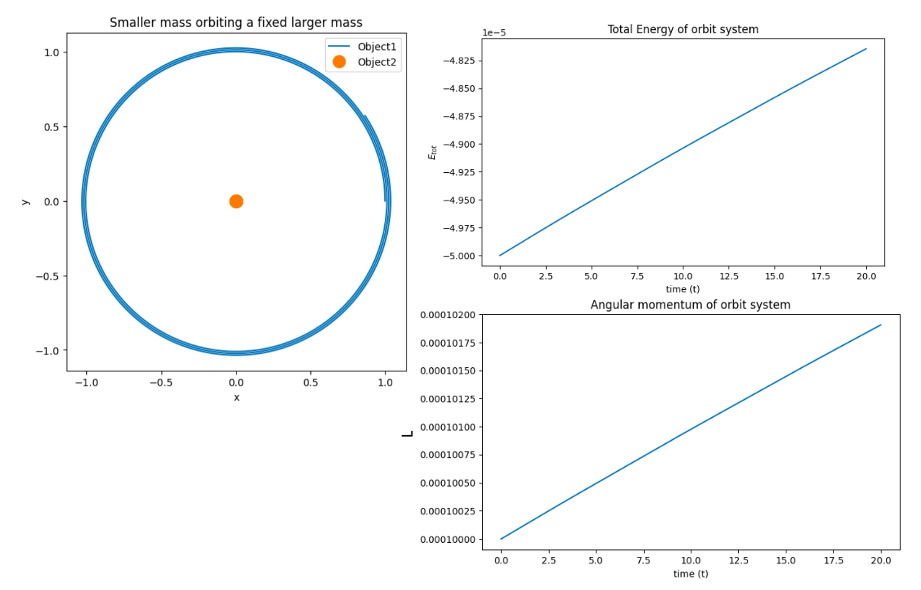 Smaller mass orbiting a fixed larger mass
Object1
Object2
1.0
0.5
0.0
−0.5
−1.0
y
−1.0 −0.5 0.0 0.5 1.0
x
Total Energy of orbit system
1e−5
−4.825
−4.850
−4.875
−4.900
−4.925
−4.950
−4.975
−5.000
E_tot
0.0 2.5 5.0 7.5 10.0 12.5 15.0 17.5 20.0
time (t)
Angular momentum of orbit system
0.00010200
0.00010175
0.00010150
0.00010125
0.00010100
0.00010075
0.00010050
0.00010025
0.00010000
L
0.0 2.5 5.0 7.5 10.0 12.5 15.0 17.5 20.0
time (t)